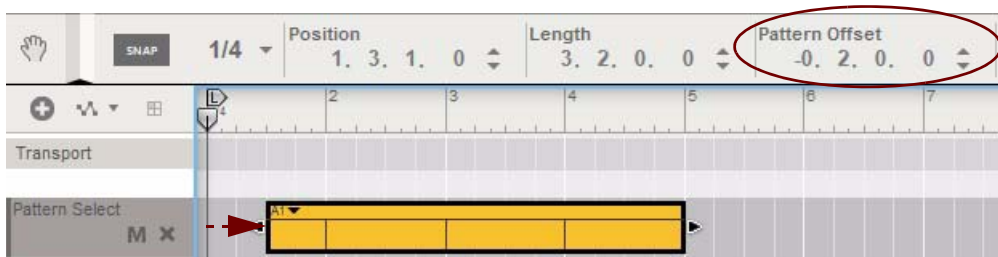 SNAP 1/4 Position Length Pattern Offset
1. 3. 1. 0 3. 2. 0. 0 -0. 2. 0. 0
L 2 3 4 5 6 7
4
Transport
Pattern Select A1
M ×